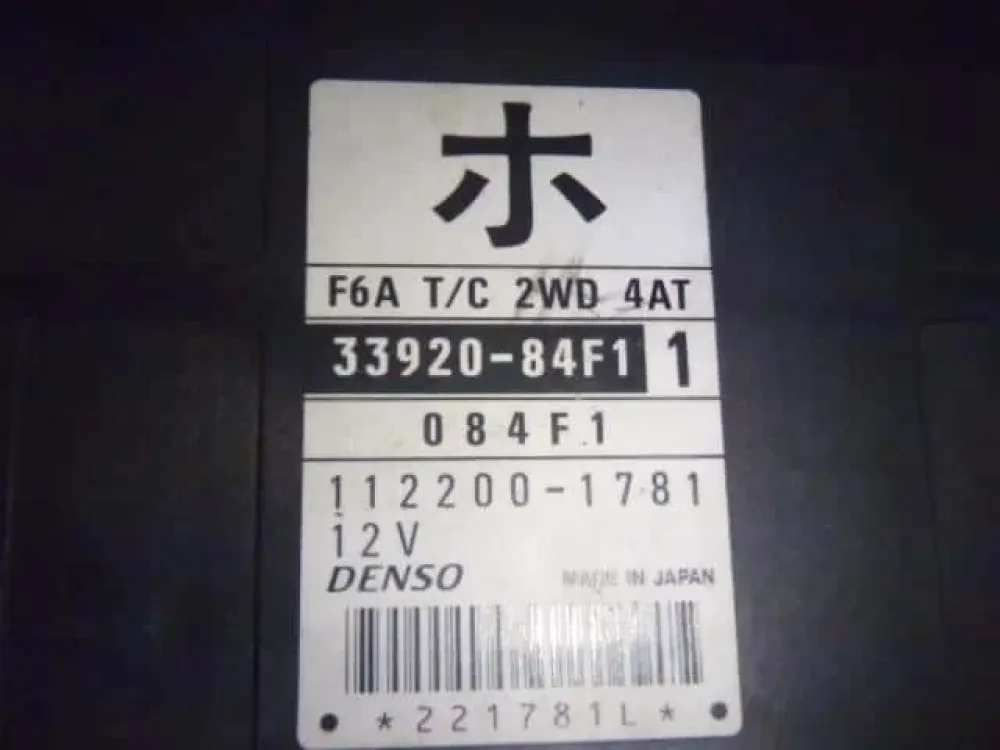 ホ
F6A T/C 2WD 4AT
33920-84F1 1
084F1
112200-1781
12V
DENSO MADE IN JAPAN
*221781L*